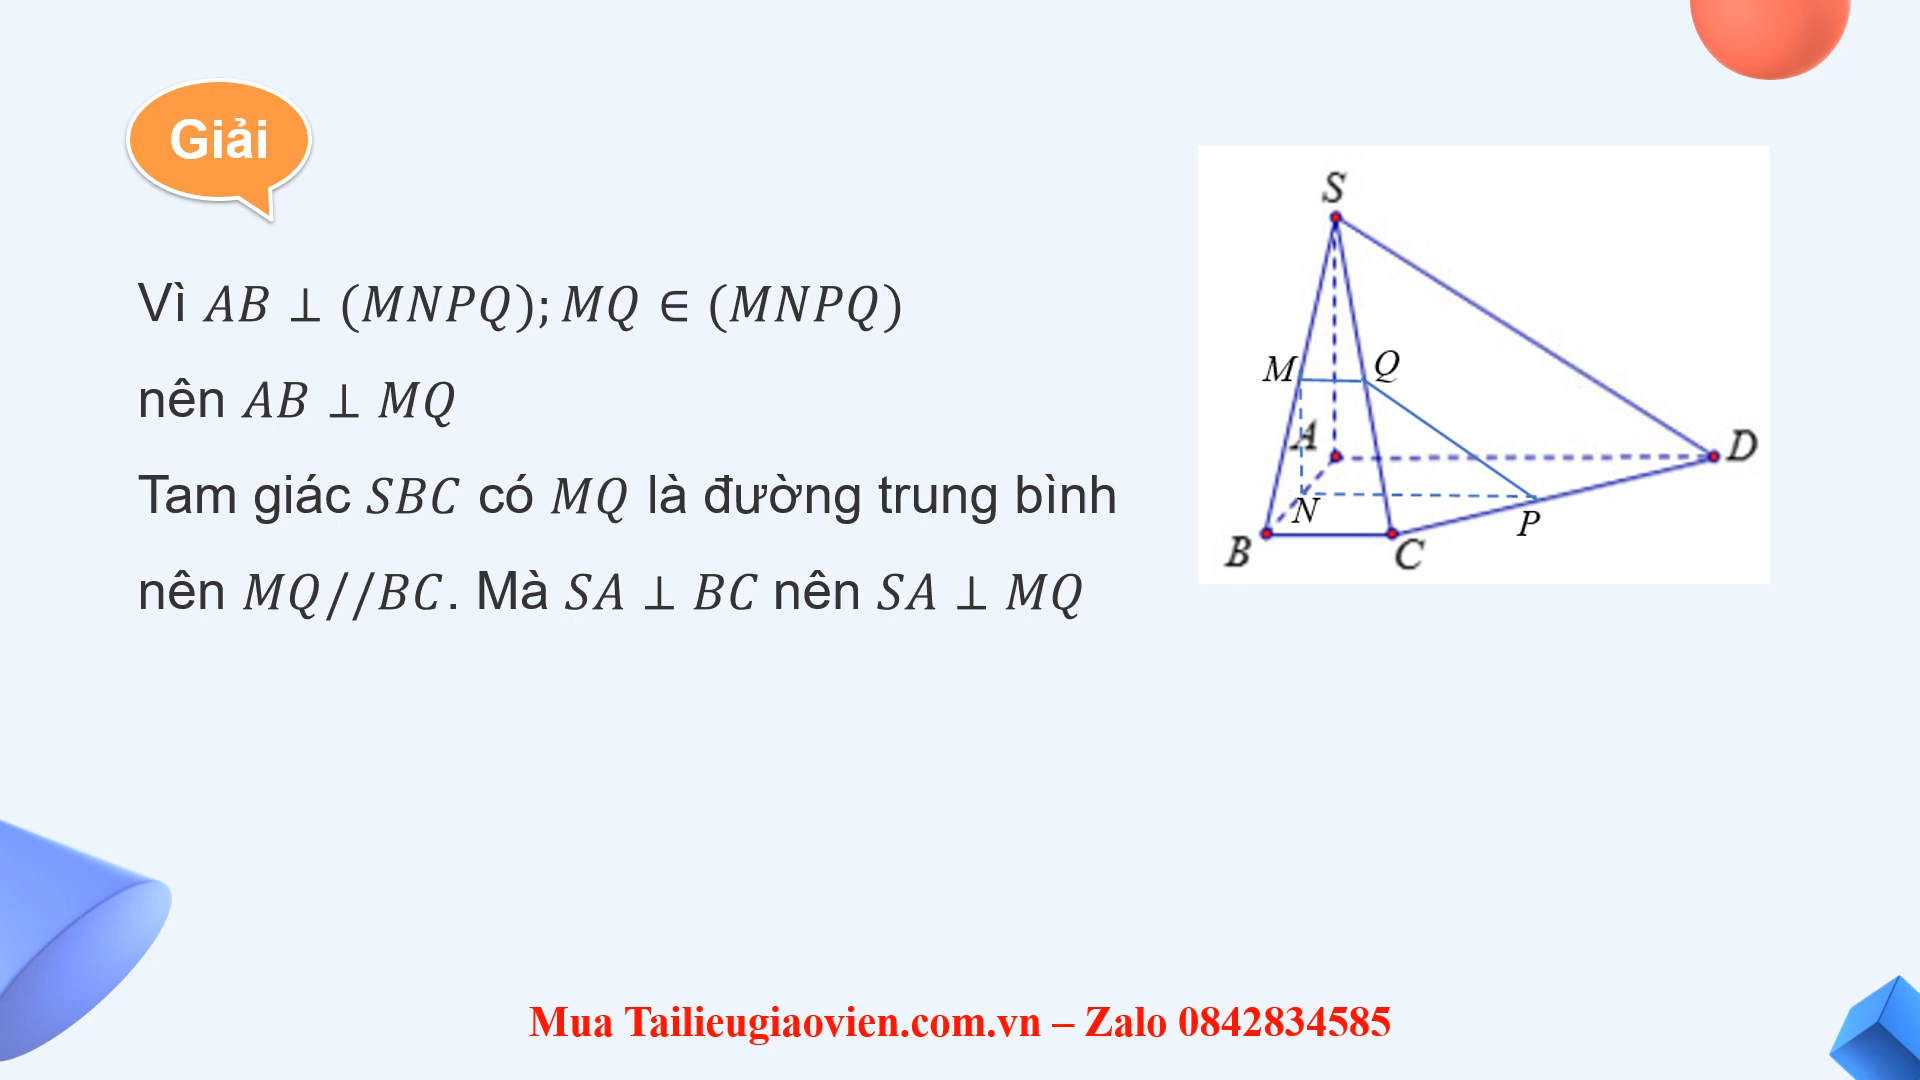 Giải
Vì 𝐴𝐵 ⊥ (𝑀𝑁𝑃𝑄); 𝑀𝑄 ∈ (𝑀𝑁𝑃𝑄)
nên 𝐴𝐵 ⊥ 𝑀𝑄
Tam giác 𝑆𝐵𝐶 có 𝑀𝑄 là đường trung bình
nên 𝑀𝑄//𝐵𝐶. Mà 𝑆𝐴 ⊥ 𝐵𝐶 nên 𝑆𝐴 ⊥ 𝑀𝑄
S
M Q
A D
N P
B C
Mua Tailieugiaovien.com.vn – Zalo 0842834585